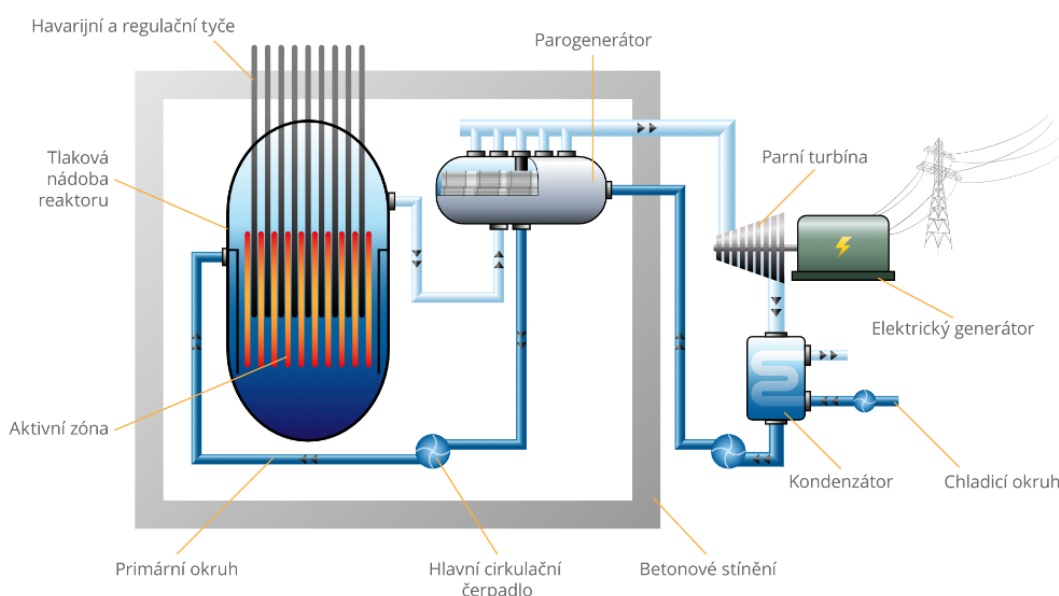 Havarijní a regulační tyče
Parogenerátor
Tlaková
nádoba
reaktoru
Parní turbína
Elektrický generátor
Aktivní zóna
Kondenzátor
Chladicí okruh
Primární okruh
Hlavní cirkulační
čerpadlo
Betonové stínění